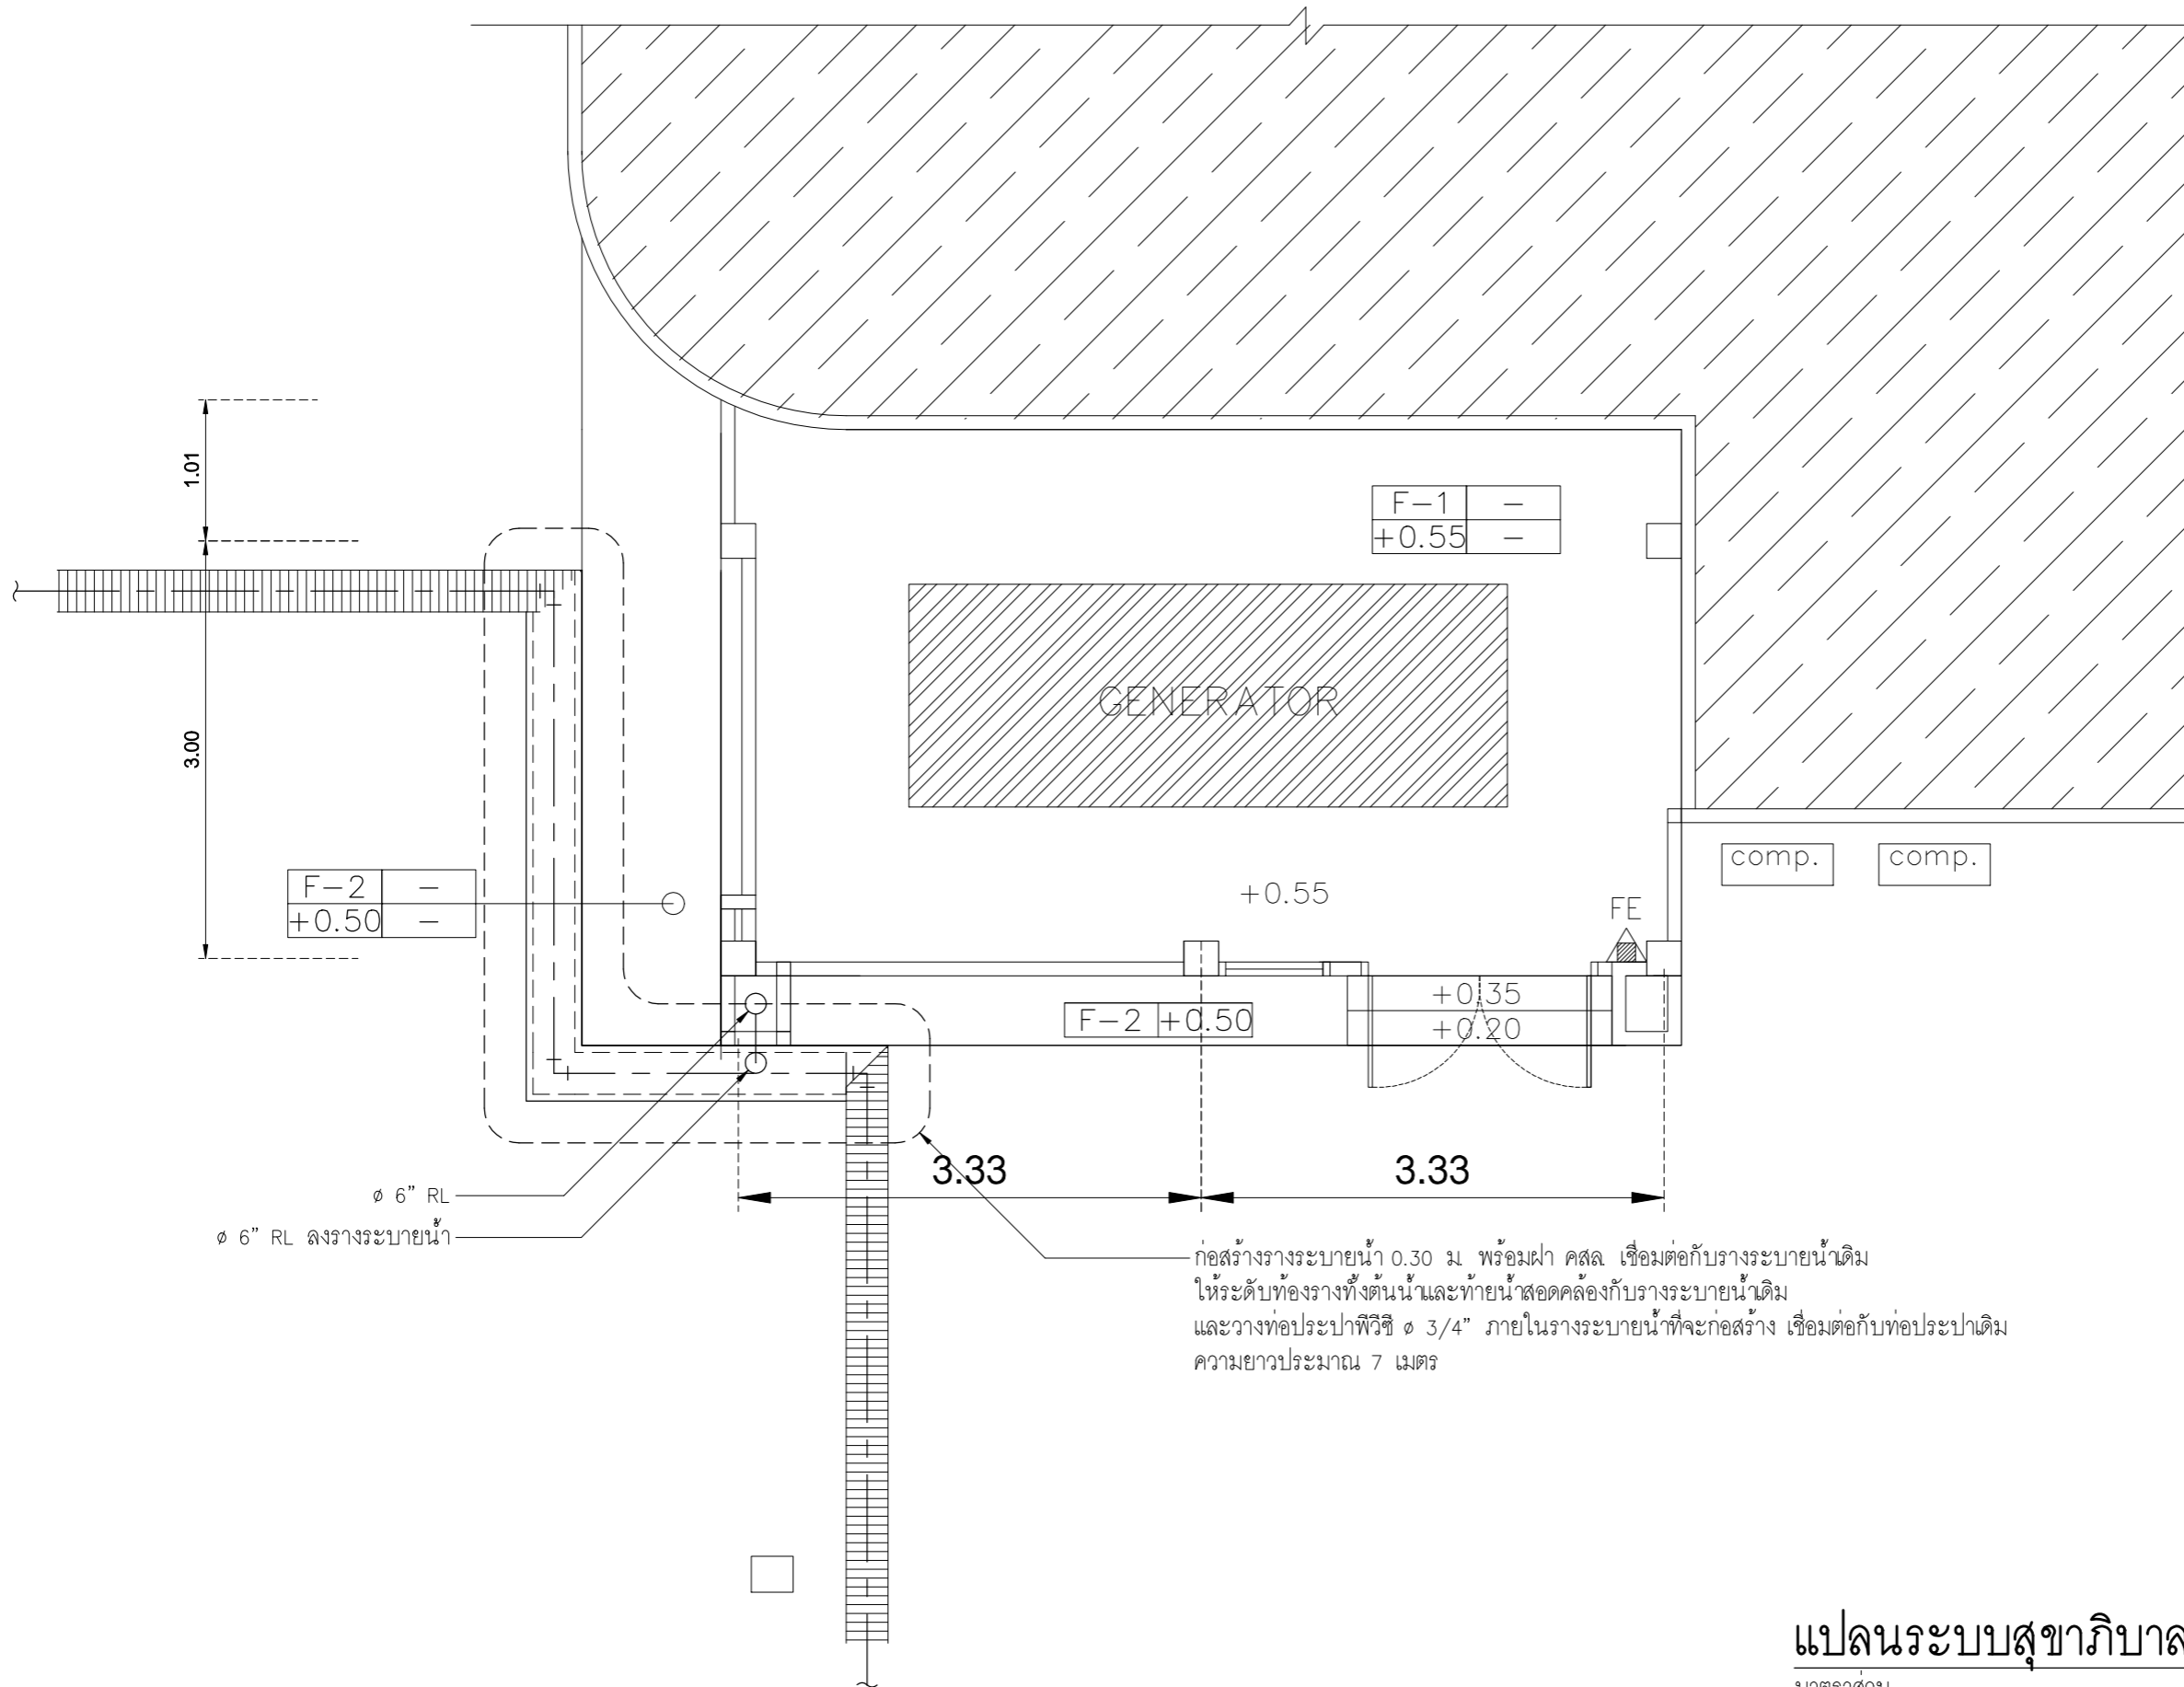 1.01
F-1 -
+0.55 -
GENERATOR
3.00
comp. comp.
F-2 -
+0.50 -
+0.55
FE
+0.35
F-2 +0.50
+0.20
3.33 3.33
ø 6” RL
ø 6” RL ลงรางระบายน้ำ
ก่อสร้างรางระบายน้ำ 0.30 ม. พร้อมฝา คสล. เชื่อมต่อกับรางระบายน้ำเดิม
ให้ระดับท้องรางทั้งต้นน้ำและท้ายน้ำสอดคล้องกับรางระบายน้ำเดิม
และวางท่อประปาพีวีซี ø 3/4” ภายในรางระบายน้ำที่จะก่อสร้าง เชื่อมต่อกับท่อประปาเดิม
ความยาวประมาณ 7 เมตร
แปลนระบบสุขาภิบาล